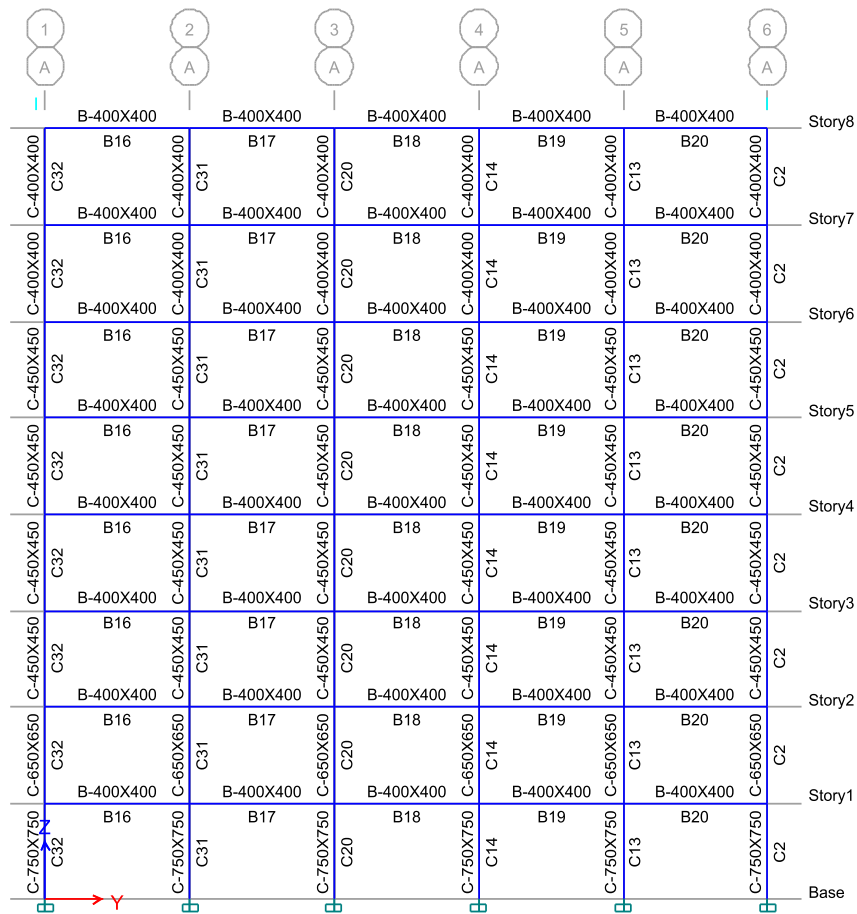 1 2 3 4 5 6
A A A A A A
B-400X400 B-400X400 B-400X400 B-400X400 B-400X400 Story8
B16 B17 B18 B19 B20
C-400X400 C32 C-400X400 C31 C-400X400 C20 C-400X400 C14 C-400X400 C13 C-400X400 C2
B-400X400 B-400X400 B-400X400 B-400X400 B-400X400 Story7
B16 B17 B18 B19 B20
C-400X400 C32 C-400X400 C31 C-400X400 C20 C-400X400 C14 C-400X400 C13 C-400X400 C2
B-400X400 B-400X400 B-400X400 B-400X400 B-400X400 Story6
B16 B17 B18 B19 B20
C-450X450 C32 C-450X450 C31 C-450X450 C20 C-450X450 C14 C-450X450 C13 C-450X450 C2
B-400X400 B-400X400 B-400X400 B-400X400 B-400X400 Story5
B16 B17 B18 B19 B20
C-450X450 C32 C-450X450 C31 C-450X450 C20 C-450X450 C14 C-450X450 C13 C-450X450 C2
B-400X400 B-400X400 B-400X400 B-400X400 B-400X400 Story4
B16 B17 B18 B19 B20
C-450X450 C32 C-450X450 C31 C-450X450 C20 C-450X450 C14 C-450X450 C13 C-450X450 C2
B-400X400 B-400X400 B-400X400 B-400X400 B-400X400 Story3
B16 B17 B18 B19 B20
C-450X450 C32 C-450X450 C31 C-450X450 C20 C-450X450 C14 C-450X450 C13 C-450X450 C2
B-400X400 B-400X400 B-400X400 B-400X400 B-400X400 Story2
B16 B17 B18 B19 B20
C-650X650 C32 C-650X650 C31 C-650X650 C20 C-650X650 C14 C-650X650 C13 C-650X650 C2
B-400X400 B-400X400 B-400X400 B-400X400 B-400X400 Story1
B16 B17 B18 B19 B20
C-750X750 C32 C-750X750 C31 C-750X750 C20 C-750X750 C14 C-750X750 C13 C-750X750 C2
Z
Y
Base